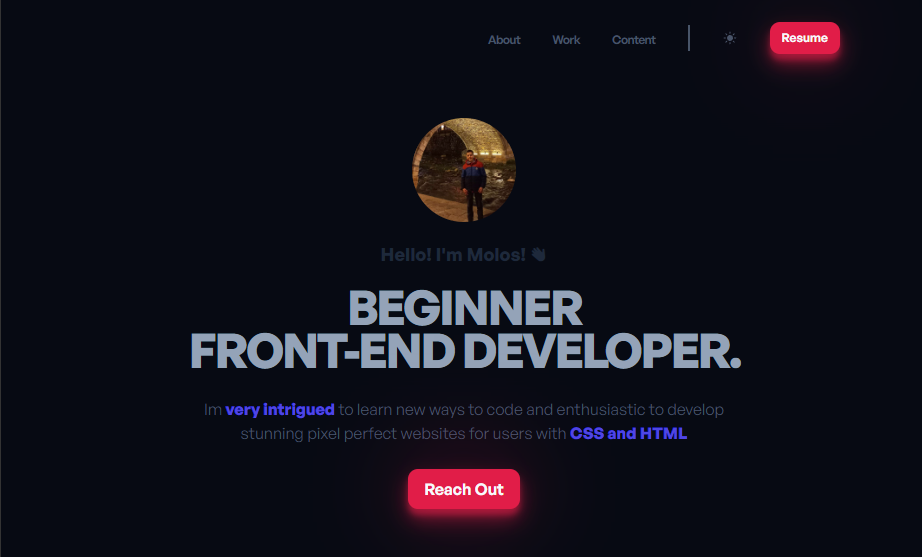 About Work Content Resume
Hello! I'm Molos! 👋
BEGINNER
FRONT-END DEVELOPER.
Im very intrigued to learn new ways to code and enthusiastic to develop
stunning pixel perfect websites for users with CSS and HTML
Reach Out